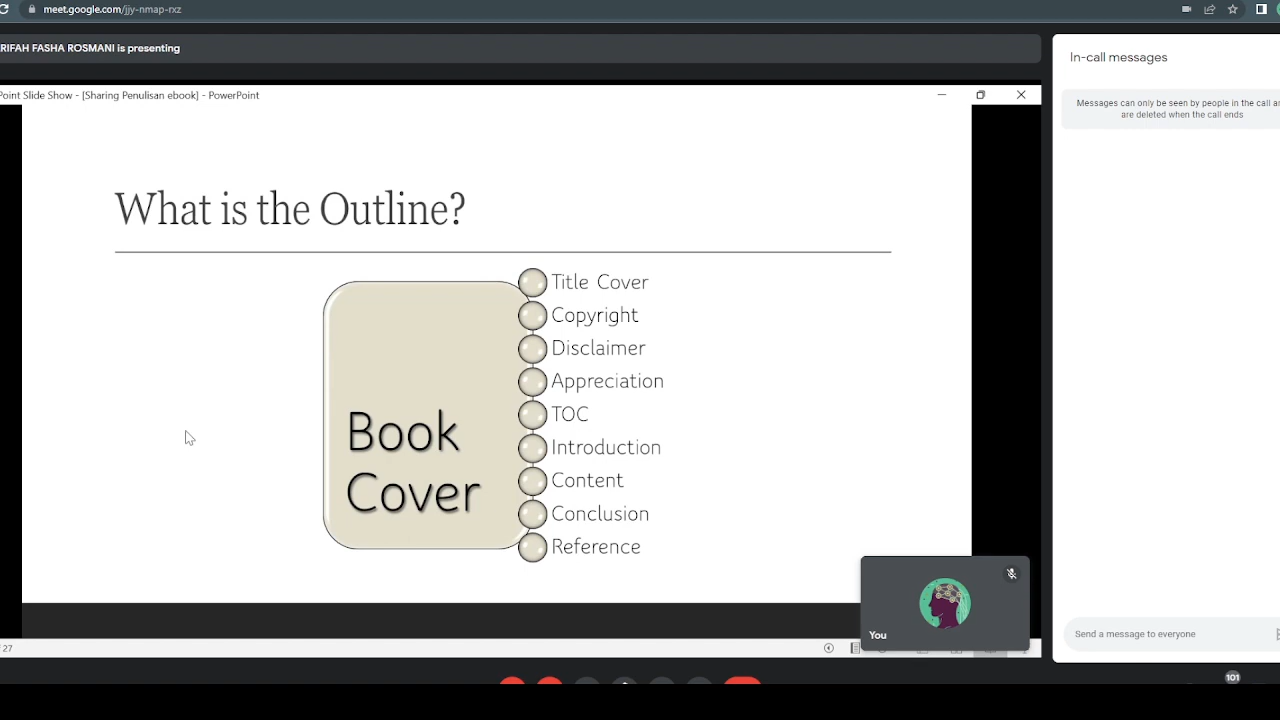 meet.google.com/jjy-nmap-rxz
RIFAH FASHA ROSMANI is presenting
Point Slide Show - [Sharing Penulisan ebook] - PowerPoint
What is the Outline?
Book
Cover
Title Cover
Copyright
Disclaimer
Appreciation
TOC
Introduction
Content
Conclusion
Reference
You
27
In-call messages
Messages can only be seen by people in the call an
are deleted when the call ends
Send a message to everyone
101